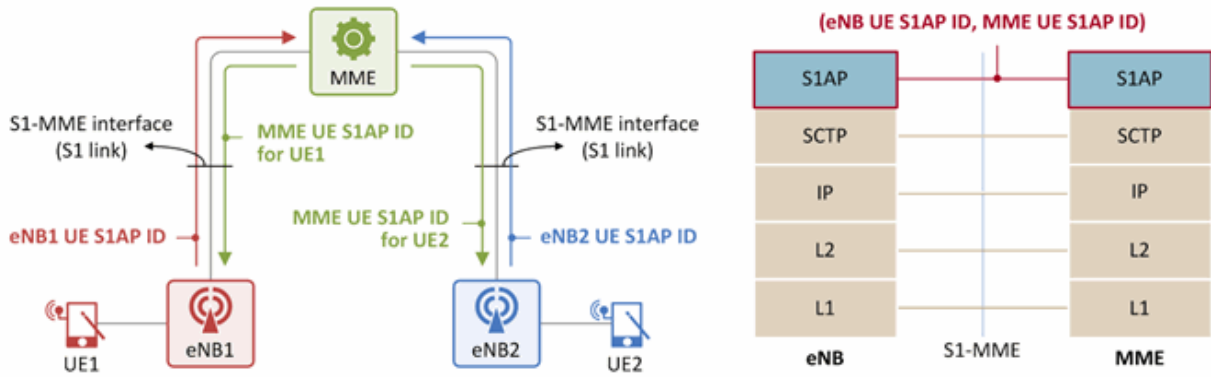 MME
S1-MME interface
(S1 link)
MME UE S1AP ID
for UE1
S1-MME interface
(S1 link)
MME UE S1AP ID
for UE2
eNB1 UE S1AP ID
eNB2 UE S1AP ID
UE1
eNB1
eNB2
UE2
(eNB UE S1AP ID, MME UE S1AP ID)
S1AP
S1AP
SCTP
SCTP
IP
IP
L2
L2
L1
L1
eNB
S1-MME
MME